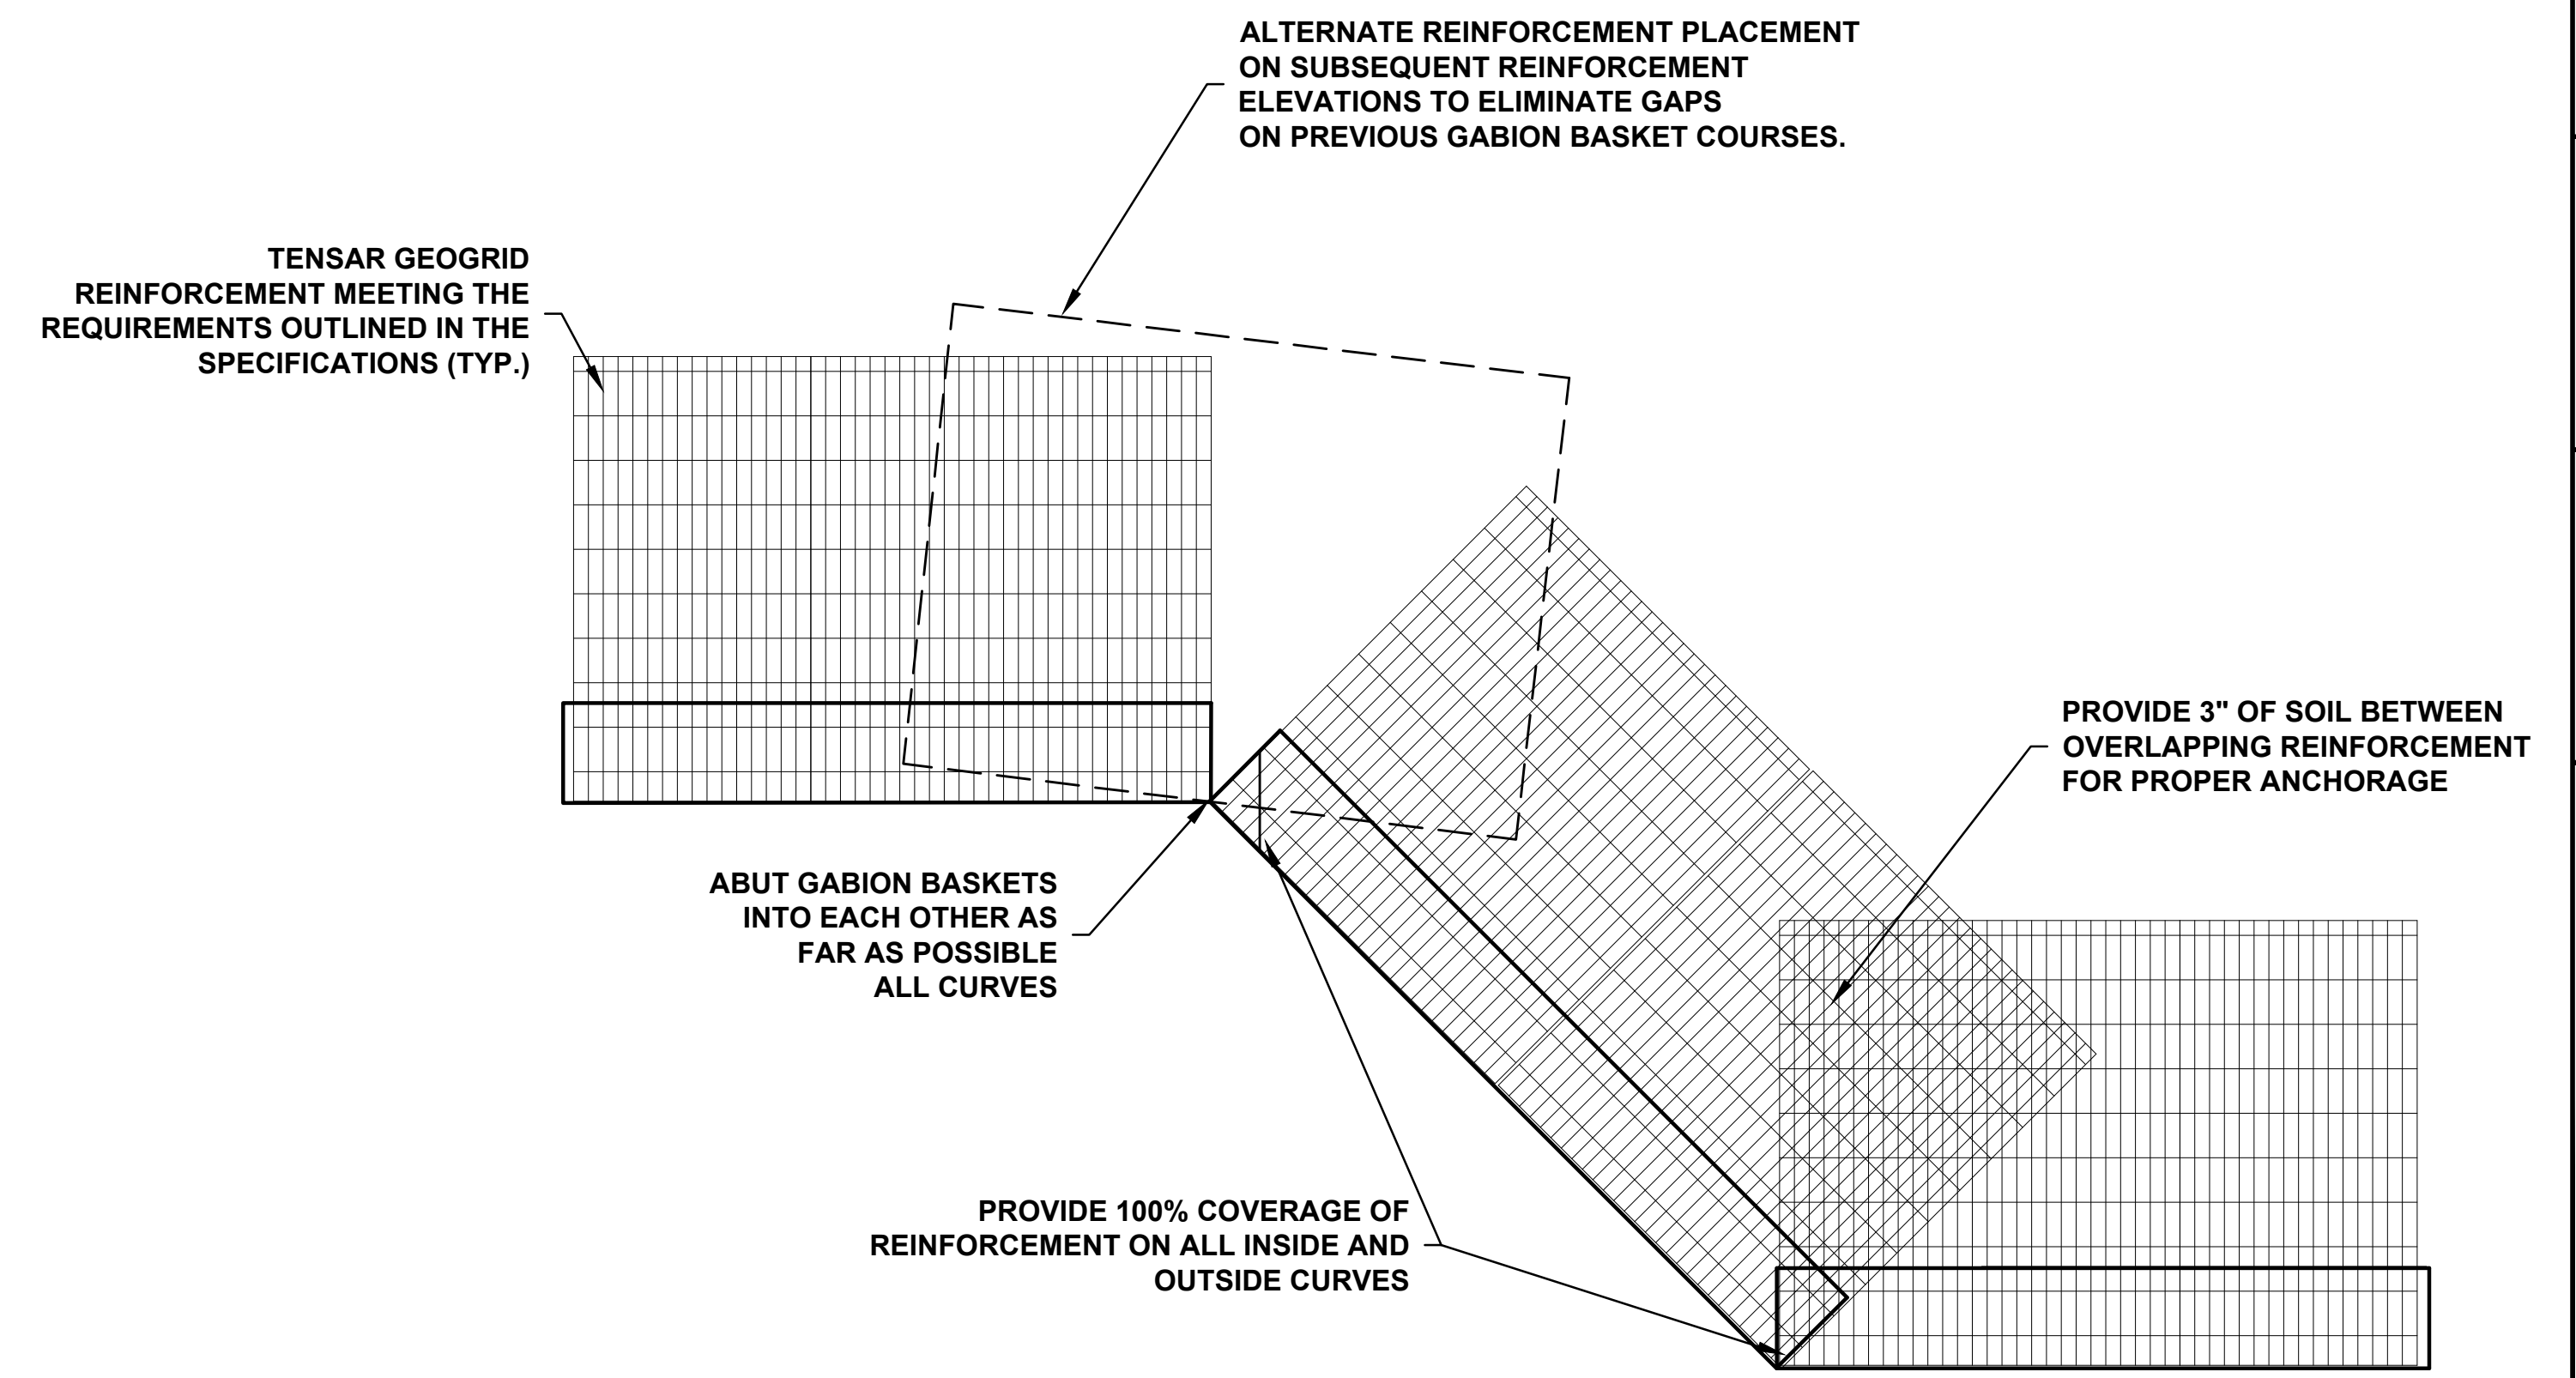 ALTERNATE REINFORCEMENT PLACEMENT
ON SUBSEQUENT REINFORCEMENT
ELEVATIONS TO ELIMINATE GAPS
ON PREVIOUS GABION BASKET COURSES.
TENSAR GEOGRID
REINFORCEMENT MEETING THE
REQUIREMENTS OUTLINED IN THE
SPECIFICATIONS (TYP.)
PROVIDE 3" OF SOIL BETWEEN
OVERLAPPING REINFORCEMENT
FOR PROPER ANCHORAGE
ABUT GABION BASKETS
INTO EACH OTHER AS
FAR AS POSSIBLE
ALL CURVES
PROVIDE 100% COVERAGE OF
REINFORCEMENT ON ALL INSIDE AND
OUTSIDE CURVES